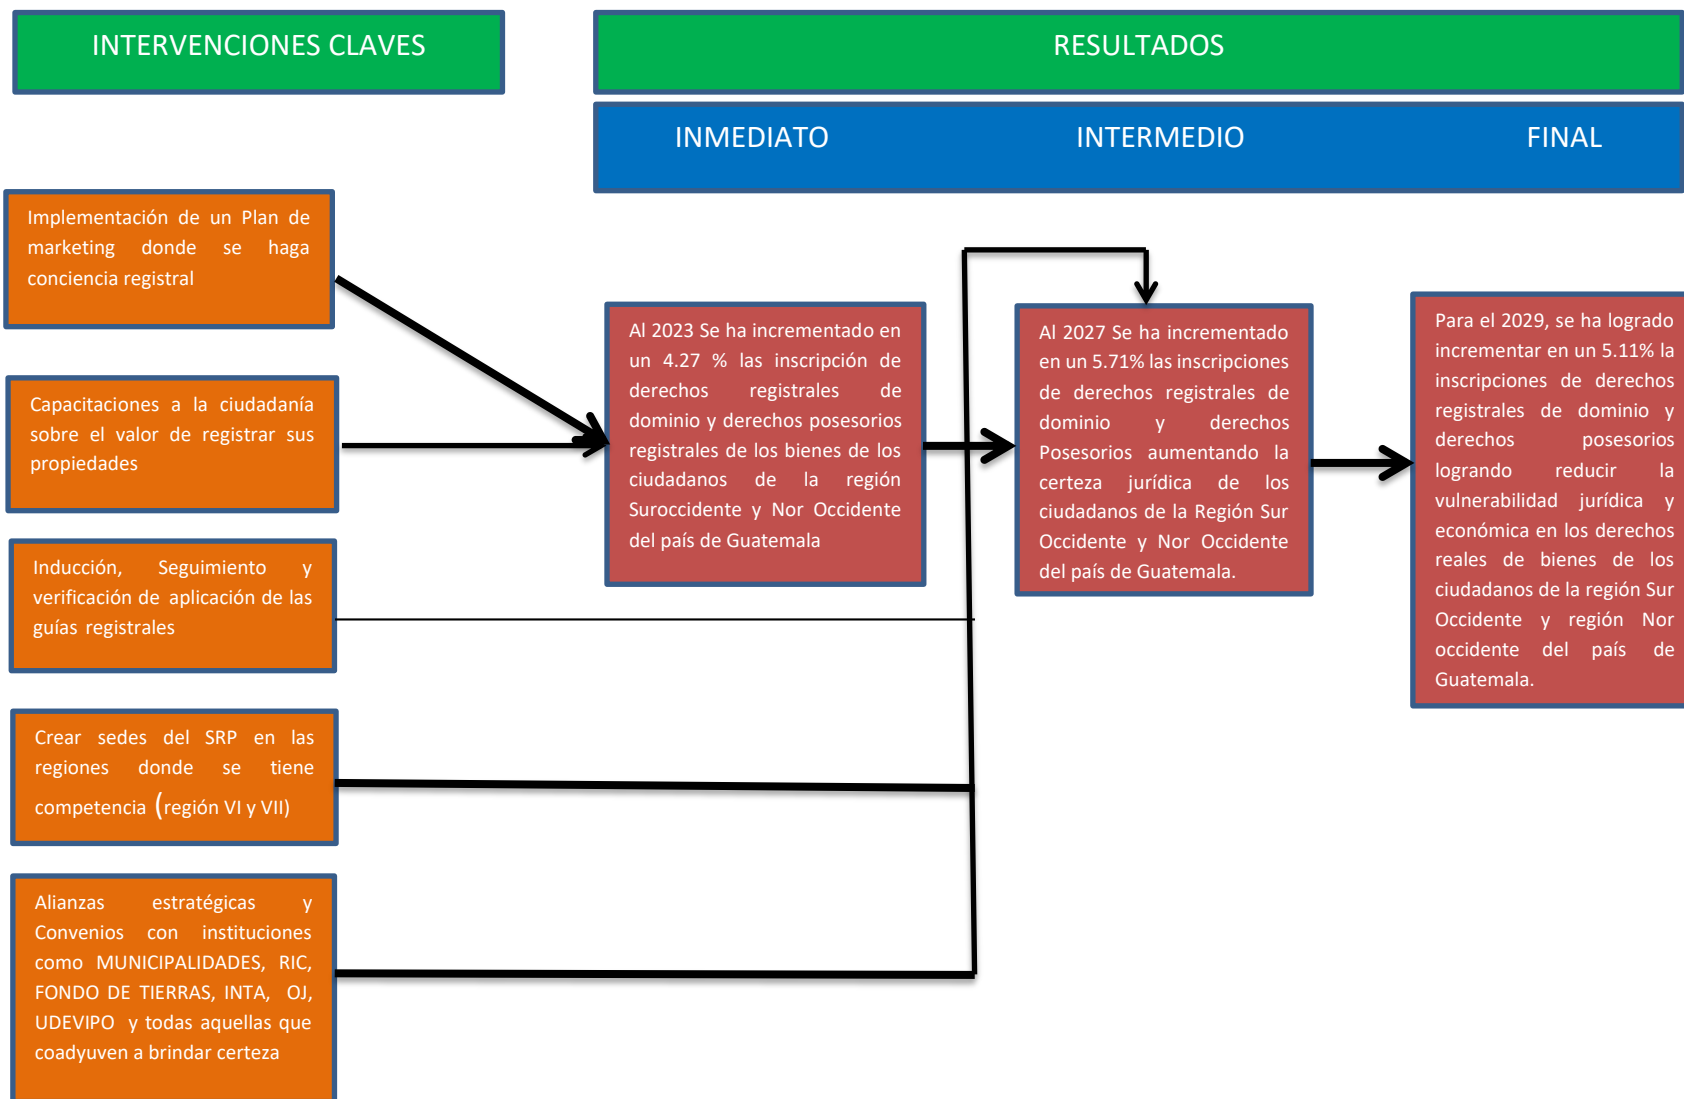 INTERVENCIONES CLAVES
RESULTADOS
INMEDIATO
INTERMEDIO
FINAL
Implementación de un Plan de
marketing donde se haga
conciencia registral
Capacitaciones a la ciudadanía
sobre el valor de registrar sus
propiedades
Inducción, Seguimiento y
verificación de aplicación de las
guías registrales
Crear sedes del SRP en las
regiones donde se tiene
competencia (región VI y VII)
Alianzas estratégicas y
Convenios con instituciones
como MUNICIPALIDADES, RIC,
FONDO DE TIERRAS, INTA, OJ,
UDEVIPO y todas aquellas que
coadyuven a brindar certeza
Al 2023 Se ha incrementado en
un 4.27 % las inscripción de
derechos registrales de
dominio y derechos posesorios
registrales de los bienes de los
ciudadanos de la región
Suroccidente y Nor Occidente
del país de Guatemala
Al 2027 Se ha incrementado
en un 5.71% las inscripciones
de derechos registrales de
dominio y derechos
Posesorios aumentando la
certeza jurídica de los
ciudadanos de la Región Sur
Occidente y Nor Occidente
del país de Guatemala.
Para el 2029, se ha logrado
incrementar en un 5.11% la
inscripciones de derechos
registrales de dominio y
derechos posesorios
logrando reducir la
vulnerabilidad jurídica y
económica en los derechos
reales de bienes de los
ciudadanos de la región Sur
Occidente y región Nor
occidente del país de
Guatemala.